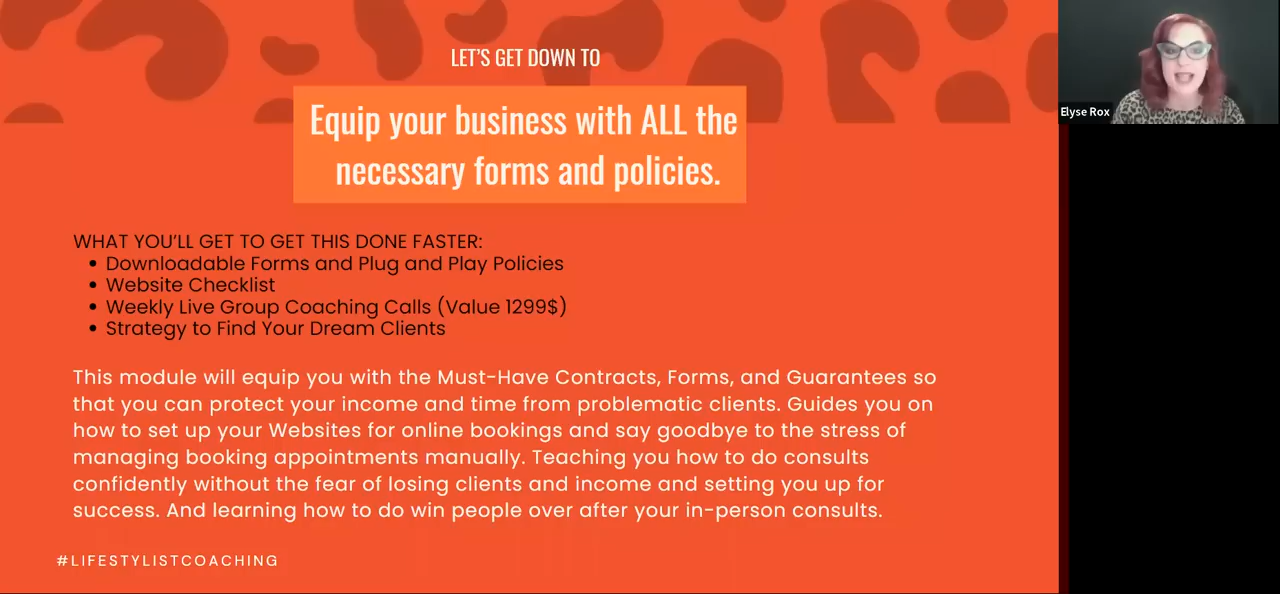 LET'S GET DOWN TO
Equip your business with ALL the
necessary forms and policies.
Elyse Rox
WHAT YOU'LL GET TO GET THIS DONE FASTER:
• Downloadable Forms and Plug and Play Policies
• Website Checklist
• Weekly Live Group Coaching Calls (Value 1299$)
• Strategy to Find Your Dream Clients
This module will equip you with the Must-Have Contracts, Forms, and Guarantees so
that you can protect your income and time from problematic clients. Guides you on
how to set up your Websites for online bookings and say goodbye to the stress of
managing booking appointments manually. Teaching you how to do consults
confidently without the fear of losing clients and income and setting you up for
success. And learning how to do win people over after your in-person consults.
#LIFESTYLISTCOACHING